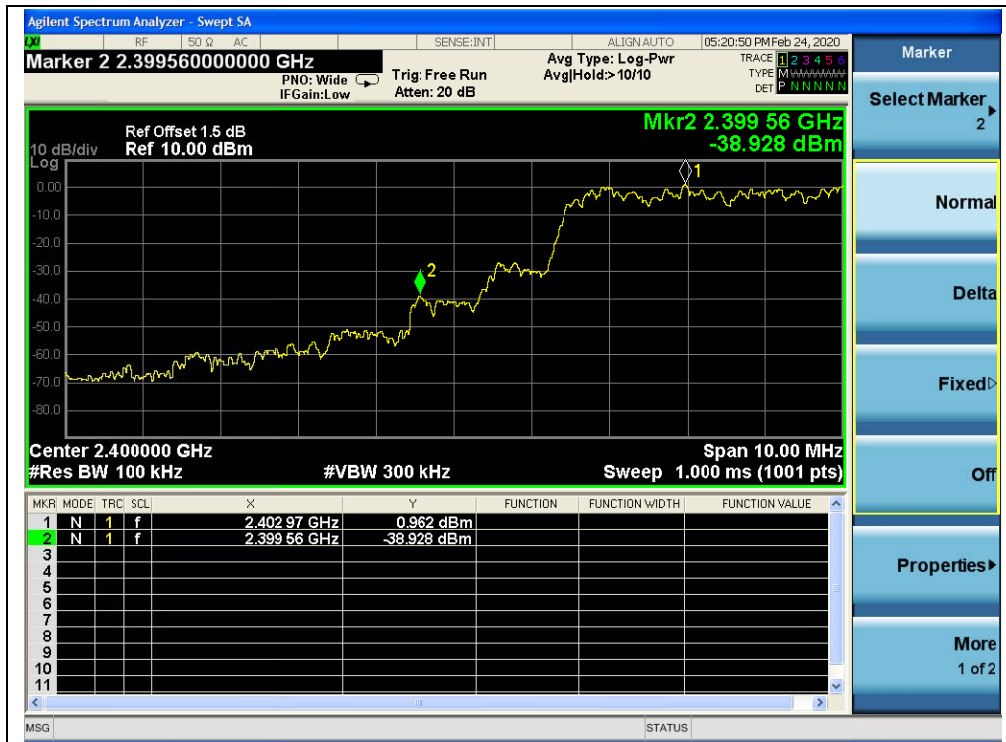 Agilent Spectrum Analyzer - Swept SA
LXI RF 50 Ω AC SENSE:INT ALIGN AUTO 05:20:50 PM Feb 24, 2020
Marker 2 2.399560000000 GHz
PNO: Wide
IFGain:Low
Trig: Free Run
Atten: 20 dB
Avg Type: Log-Pwr
Avg|Hold:>10/10
TRACE 1 2 3 4 5 6
TYPE M
DET P N N N N N
Mkr2 2.399 56 GHz
-38.928 dBm
Ref Offset 1.5 dB
10 dB/div Ref 10.00 dBm
Log
1
0.00
-10.0
-20.0
-30.0
2
-40.0
-50.0
-60.0
-70.0
-80.0
Center 2.400000 GHz Span 10.00 MHz
#Res BW 100 kHz #VBW 300 kHz Sweep 1.000 ms (1001 pts)
MKR MODE TRC SCL X Y FUNCTION FUNCTION WIDTH FUNCTION VALUE
1 N 1 f 2.402 97 GHz 0.962 dBm
2 N 1 f 2.399 56 GHz -38.928 dBm
3
4
5
6
7
8
9
10
11
MSG STATUS
Marker
Select Marker
2
Normal
Delta
Fixed
Off
Properties
More
1 of 2